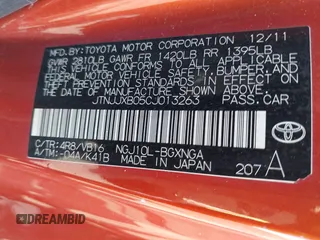 MFD.BY:TOYOTA MOTOR CORPORATION 12/11
GVWR 2810LB GAWR FR 1420LB RR 1395LB
THIS VEHICLE CONFORMS TO ALL APPLICABLE
FEDERAL MOTOR VEHICLE SAFETY, BUMPER, AND
THEFT PREVENTION STANDARDS IN EFFECT ON
THE DATE OF MANUFACTURE SHOWN ABOVE.
JTNJJXB05CJ013263 PASS.CAR
C/TR:4R8/VB16 NGJ10L-BGXNGA
A/TM:-04A/K41B MADE IN JAPAN
TOYOTA
207 A
DREAMBID